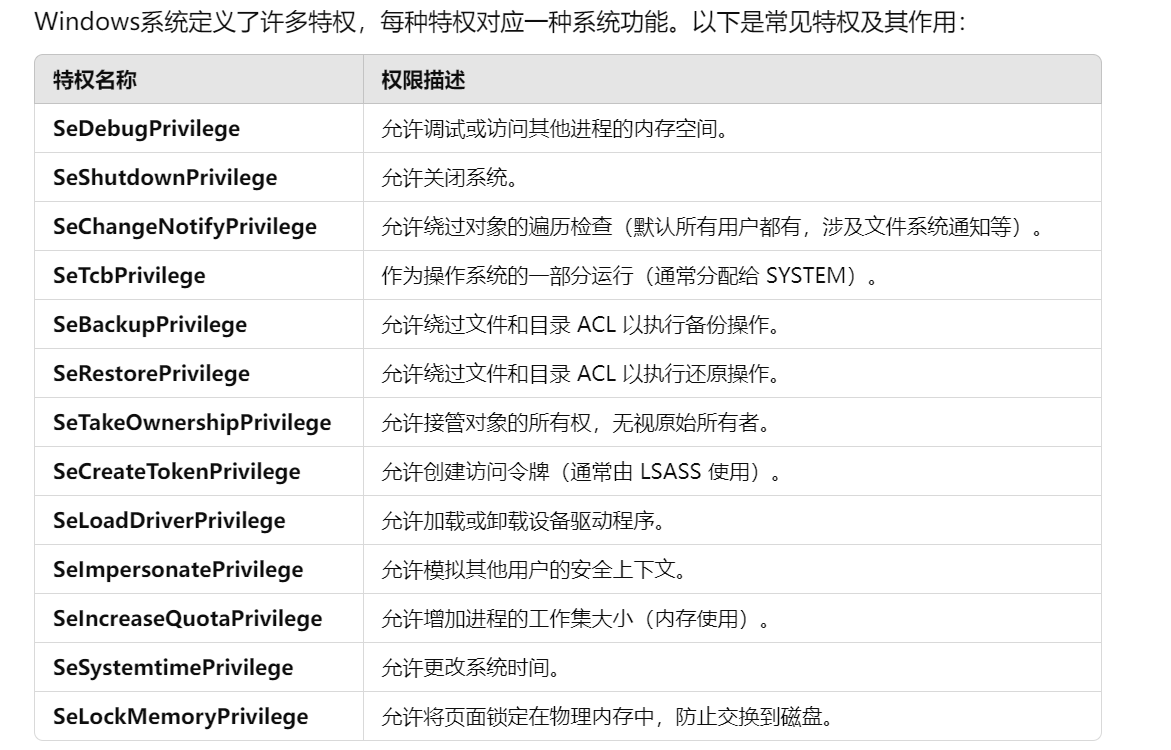 Windows系统定义了许多特权，每种特权对应一种系统功能。以下是常见特权及其作用：
特权名称 权限描述
SeDebugPrivilege 允许调试或访问其他进程的内存空间。
SeShutdownPrivilege 允许关闭系统。
SeChangeNotifyPrivilege 允许绕过对象的遍历检查（默认所有用户都有，涉及文件系统通知等）。
SeTcbPrivilege 作为操作系统的一部分运行（通常分配给 SYSTEM）。
SeBackupPrivilege 允许绕过文件和目录 ACL 以执行备份操作。
SeRestorePrivilege 允许绕过文件和目录 ACL 以执行还原操作。
SeTakeOwnershipPrivilege 允许接管对象的所有权，无视原始所有者。
SeCreateTokenPrivilege 允许创建访问令牌（通常由 LSASS 使用）。
SeLoadDriverPrivilege 允许加载或卸载设备驱动程序。
SeImpersonatePrivilege 允许模拟其他用户的安全上下文。
SeIncreaseQuotaPrivilege 允许增加进程的工作集大小（内存使用）。
SeSystemtimePrivilege 允许更改系统时间。
SeLockMemoryPrivilege 允许将页面锁定在物理内存中，防止交换到磁盘。